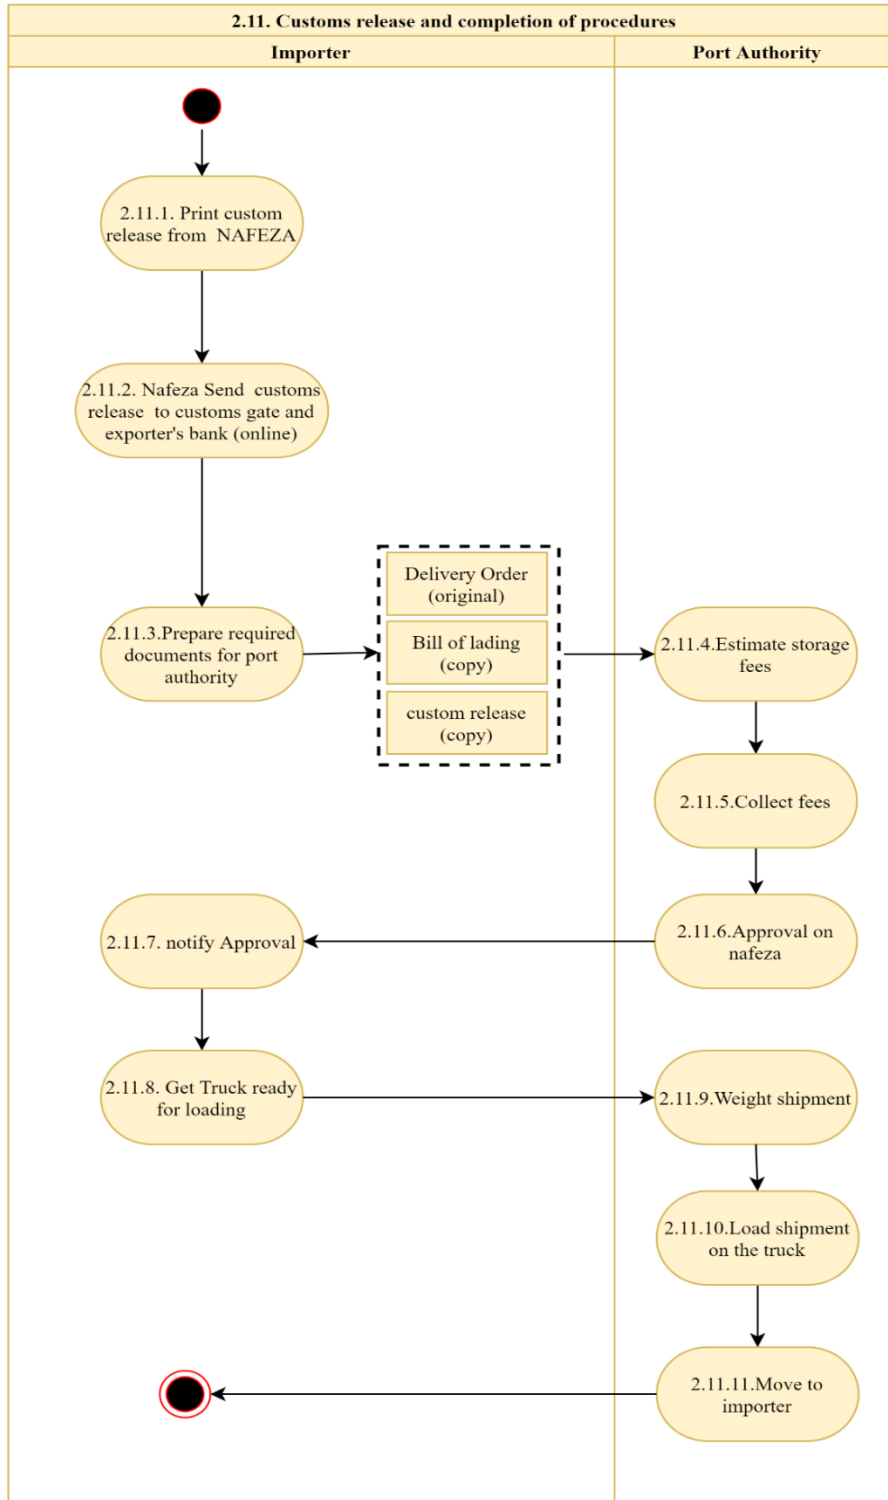 2.11. Customs release and completion of procedures
Importer
Port Authority
2.11.1. Print custom
release from NAFEZA
2.11.2. Nafeza Send customs
release to customs gate and
exporter's bank (online)
2.11.3.Prepare required
documents for port
authority
Delivery Order
(original)
Bill of lading
(copy)
custom release
(copy)
2.11.4.Estimate storage
fees
2.11.5.Collect fees
2.11.6.Approval on
nafeza
2.11.7. notify Approval
2.11.8. Get Truck ready
for loading
2.11.9.Weight shipment
2.11.10.Load shipment
on the truck
2.11.11.Move to
importer